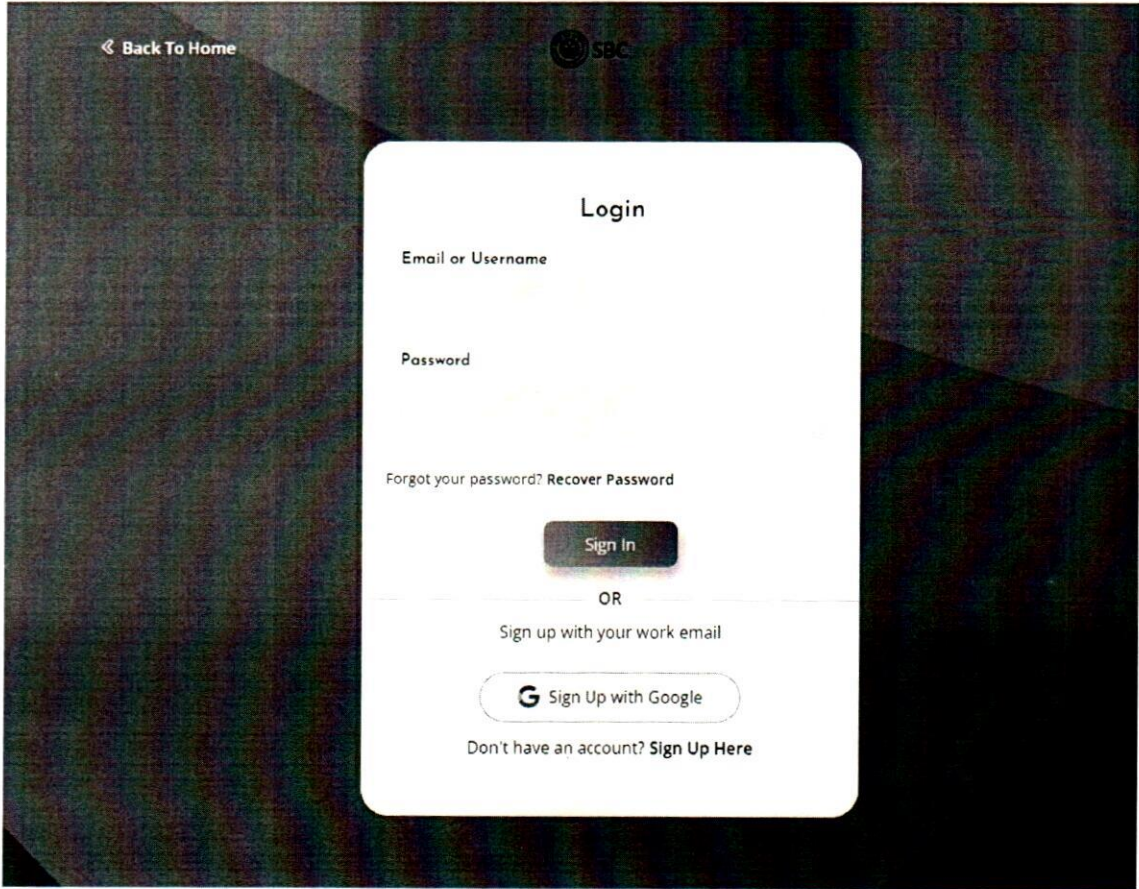 Back To Home
SBC
Login
Email or Username
Password
Forgot your password? Recover Password
Sign In
OR
Sign up with your work email
G Sign Up with Google
Don't have an account? Sign Up Here